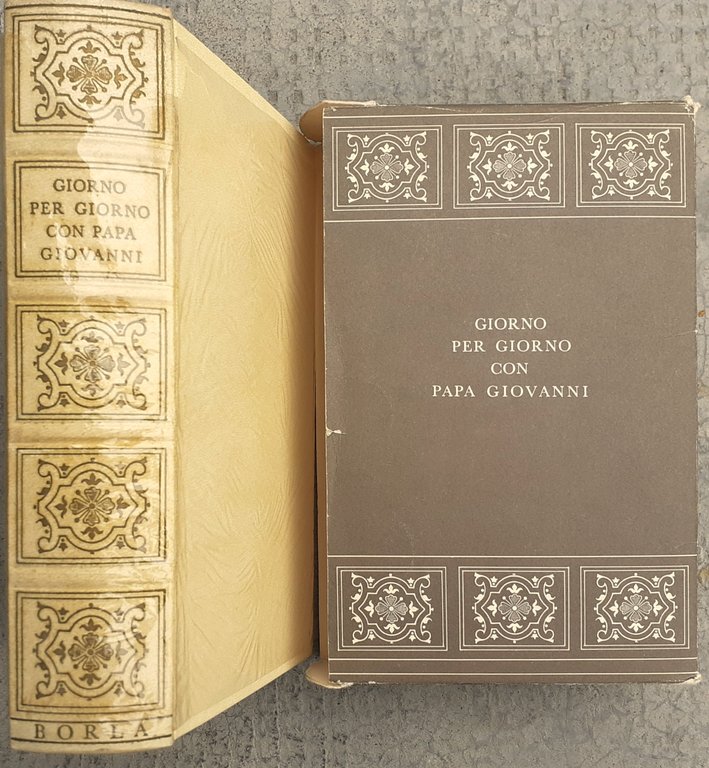 GIORNO
PER GIORNO
CON PAPA
GIOVANNI
BORLA
GIORNO
PER GIORNO
CON
PAPA GIOVANNI